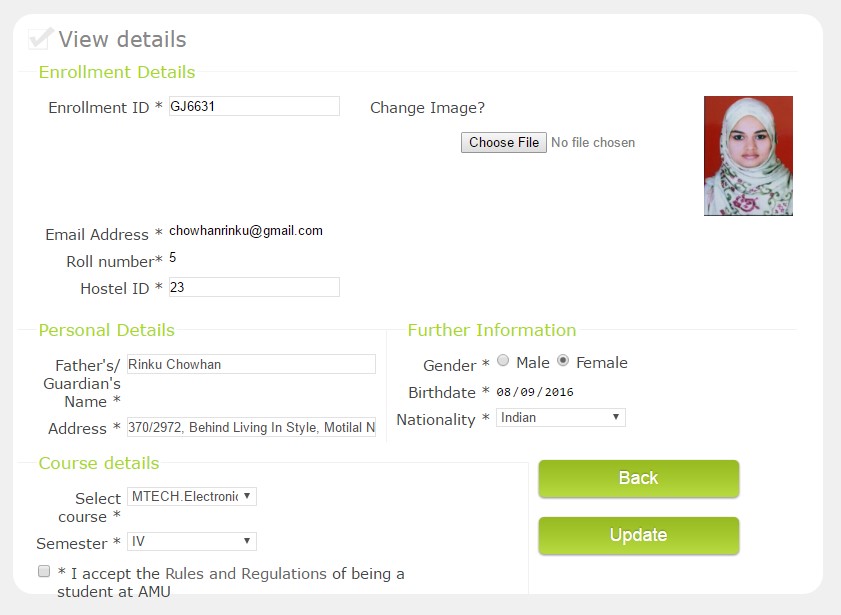 View details
Enrollment Details
Enrollment ID * GJ6631
Change Image?
Choose File No file chosen
Email Address * chowhanrinku@gmail.com
Roll number* 5
Hostel ID * 23
Personal Details
Father's/ Rinku Chowhan
Guardian's
Name *
Address * 370/2972, Behind Living In Style, Motilal N
Further Information
Gender * Male Female
Birthdate * 08/09/2016
Nationality * Indian
Course details
Select MTECH.Electronic
course *
Semester * IV
* I accept the Rules and Regulations of being a
student at AMU
Back
Update